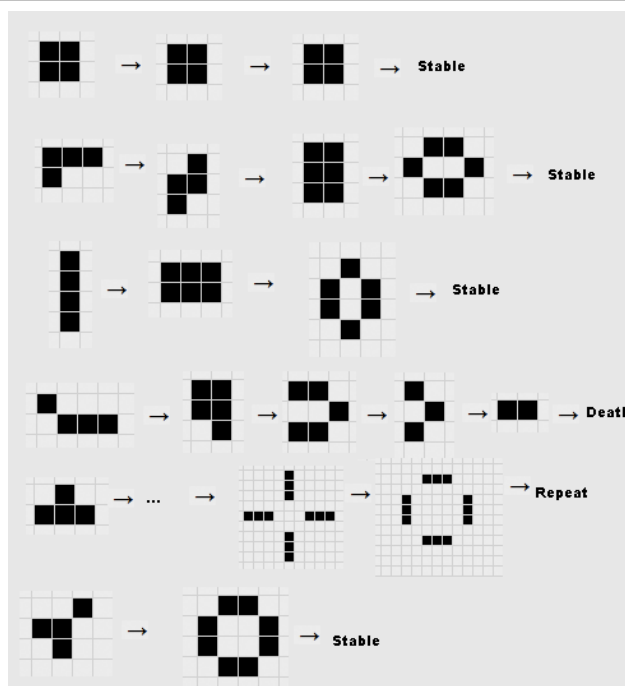 → → → Stable
→ → → → Stable
→ → → Stable
→ → → → → Death
→ ... → → → Repeat
→ → Stable